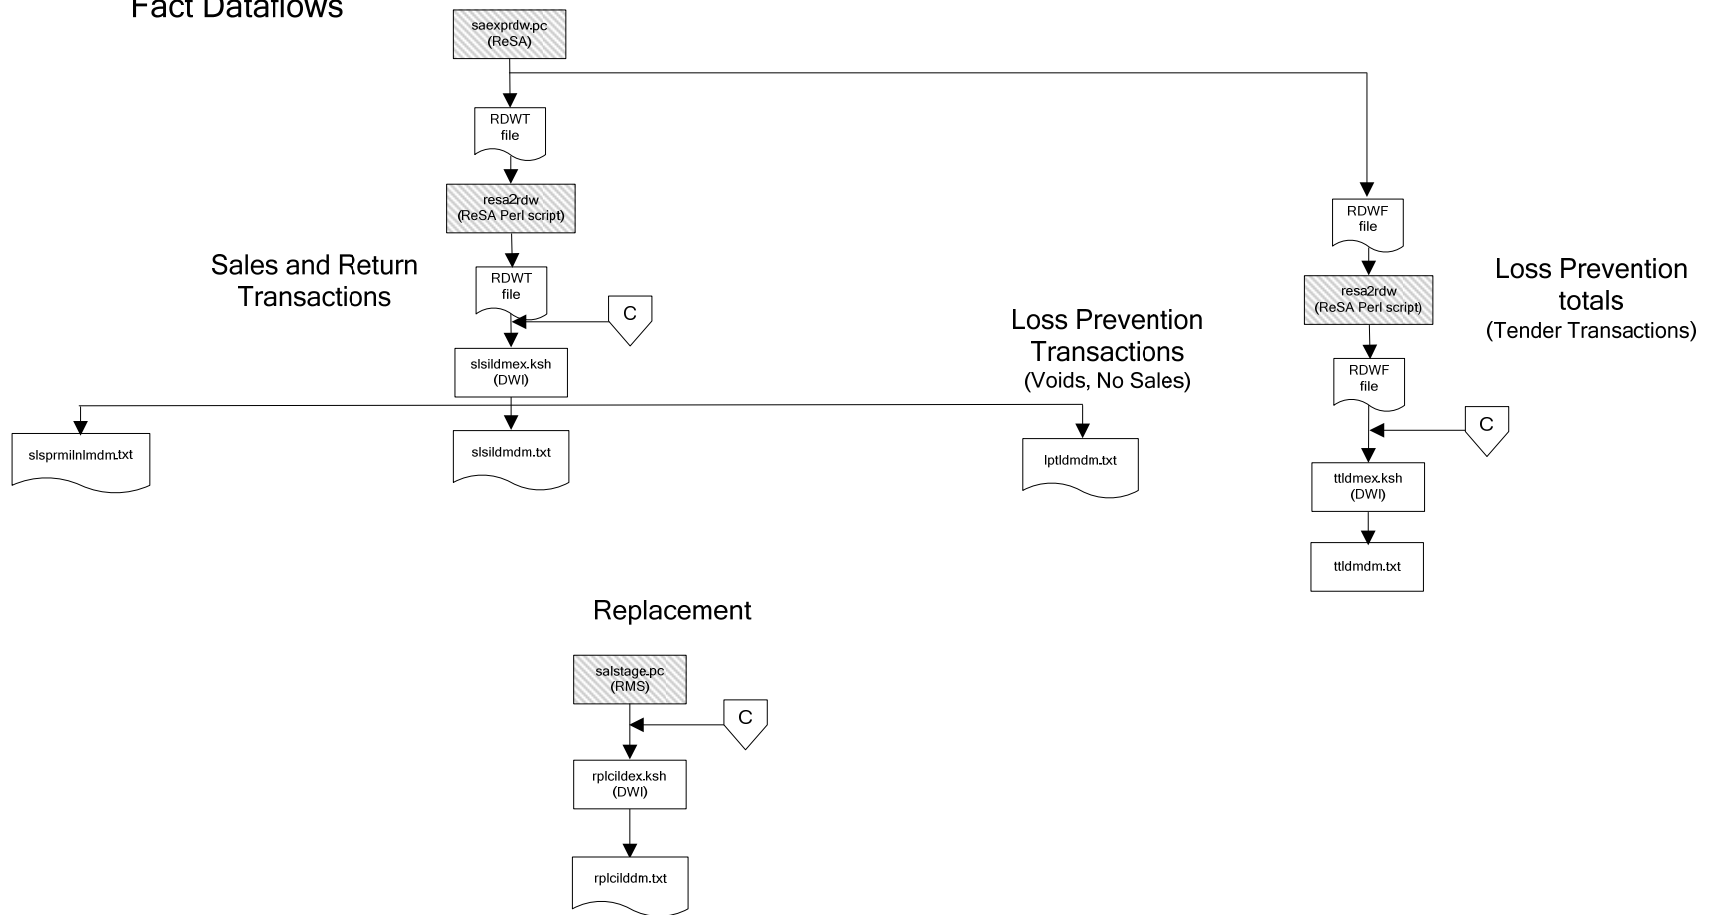 Fact Dataflows
saexprdw.pc
(ReSA)
RDWT
file
resa2rdw
(ReSA Perl script)
Sales and Return
Transactions
RDWT
file
C
slsildmex.ksh
(DWI)
slsprmilnlmdm.txt
slsildmdm.txt
Loss Prevention
Transactions
(Voids, No Sales)
lptldmdm.txt
RDWF
file
resa2rdw
(ReSA Perl script)
Loss Prevention
totals
(Tender Transactions)
RDWF
file
C
ttldmex.ksh
(DWI)
ttldmdm.txt
Replacement
salstage.pc
(RMS)
C
rplcildex.ksh
(DWI)
rplcilddm.txt